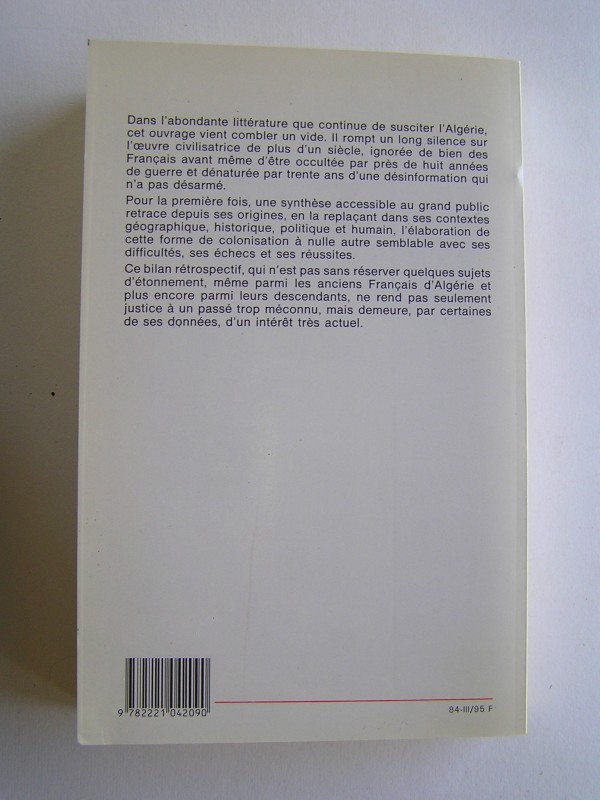 Dans l'abondante littérature que continue de susciter l'Algérie,
cet ouvrage vient combler un vide. Il rompt un long silence sur
l'œuvre civilisatrice de plus d'un siècle, ignorée de bien des
Français avant même d'être occultée par près de huit années
de guerre et dénaturée par trente ans d'une désinformation qui
n'a pas désarmé.
Pour la première fois, une synthèse accessible au grand public
retrace depuis ses origines, en la replaçant dans ses contextes
géographique, historique, politique et humain, l'élaboration de
cette forme de colonisation à nulle autre semblable avec ses
difficultés, ses échecs et ses réussites.
Ce bilan rétrospectif, qui n'est pas sans réserver quelques sujets
d'étonnement, même parmi les anciens Français d'Algérie et
plus encore parmi leurs descendants, ne rend pas seulement
justice à un passé trop méconnu, mais demeure, par certaines
de ses données, d'un intérêt très actuel.
9 782221 042090
84-III/95 F